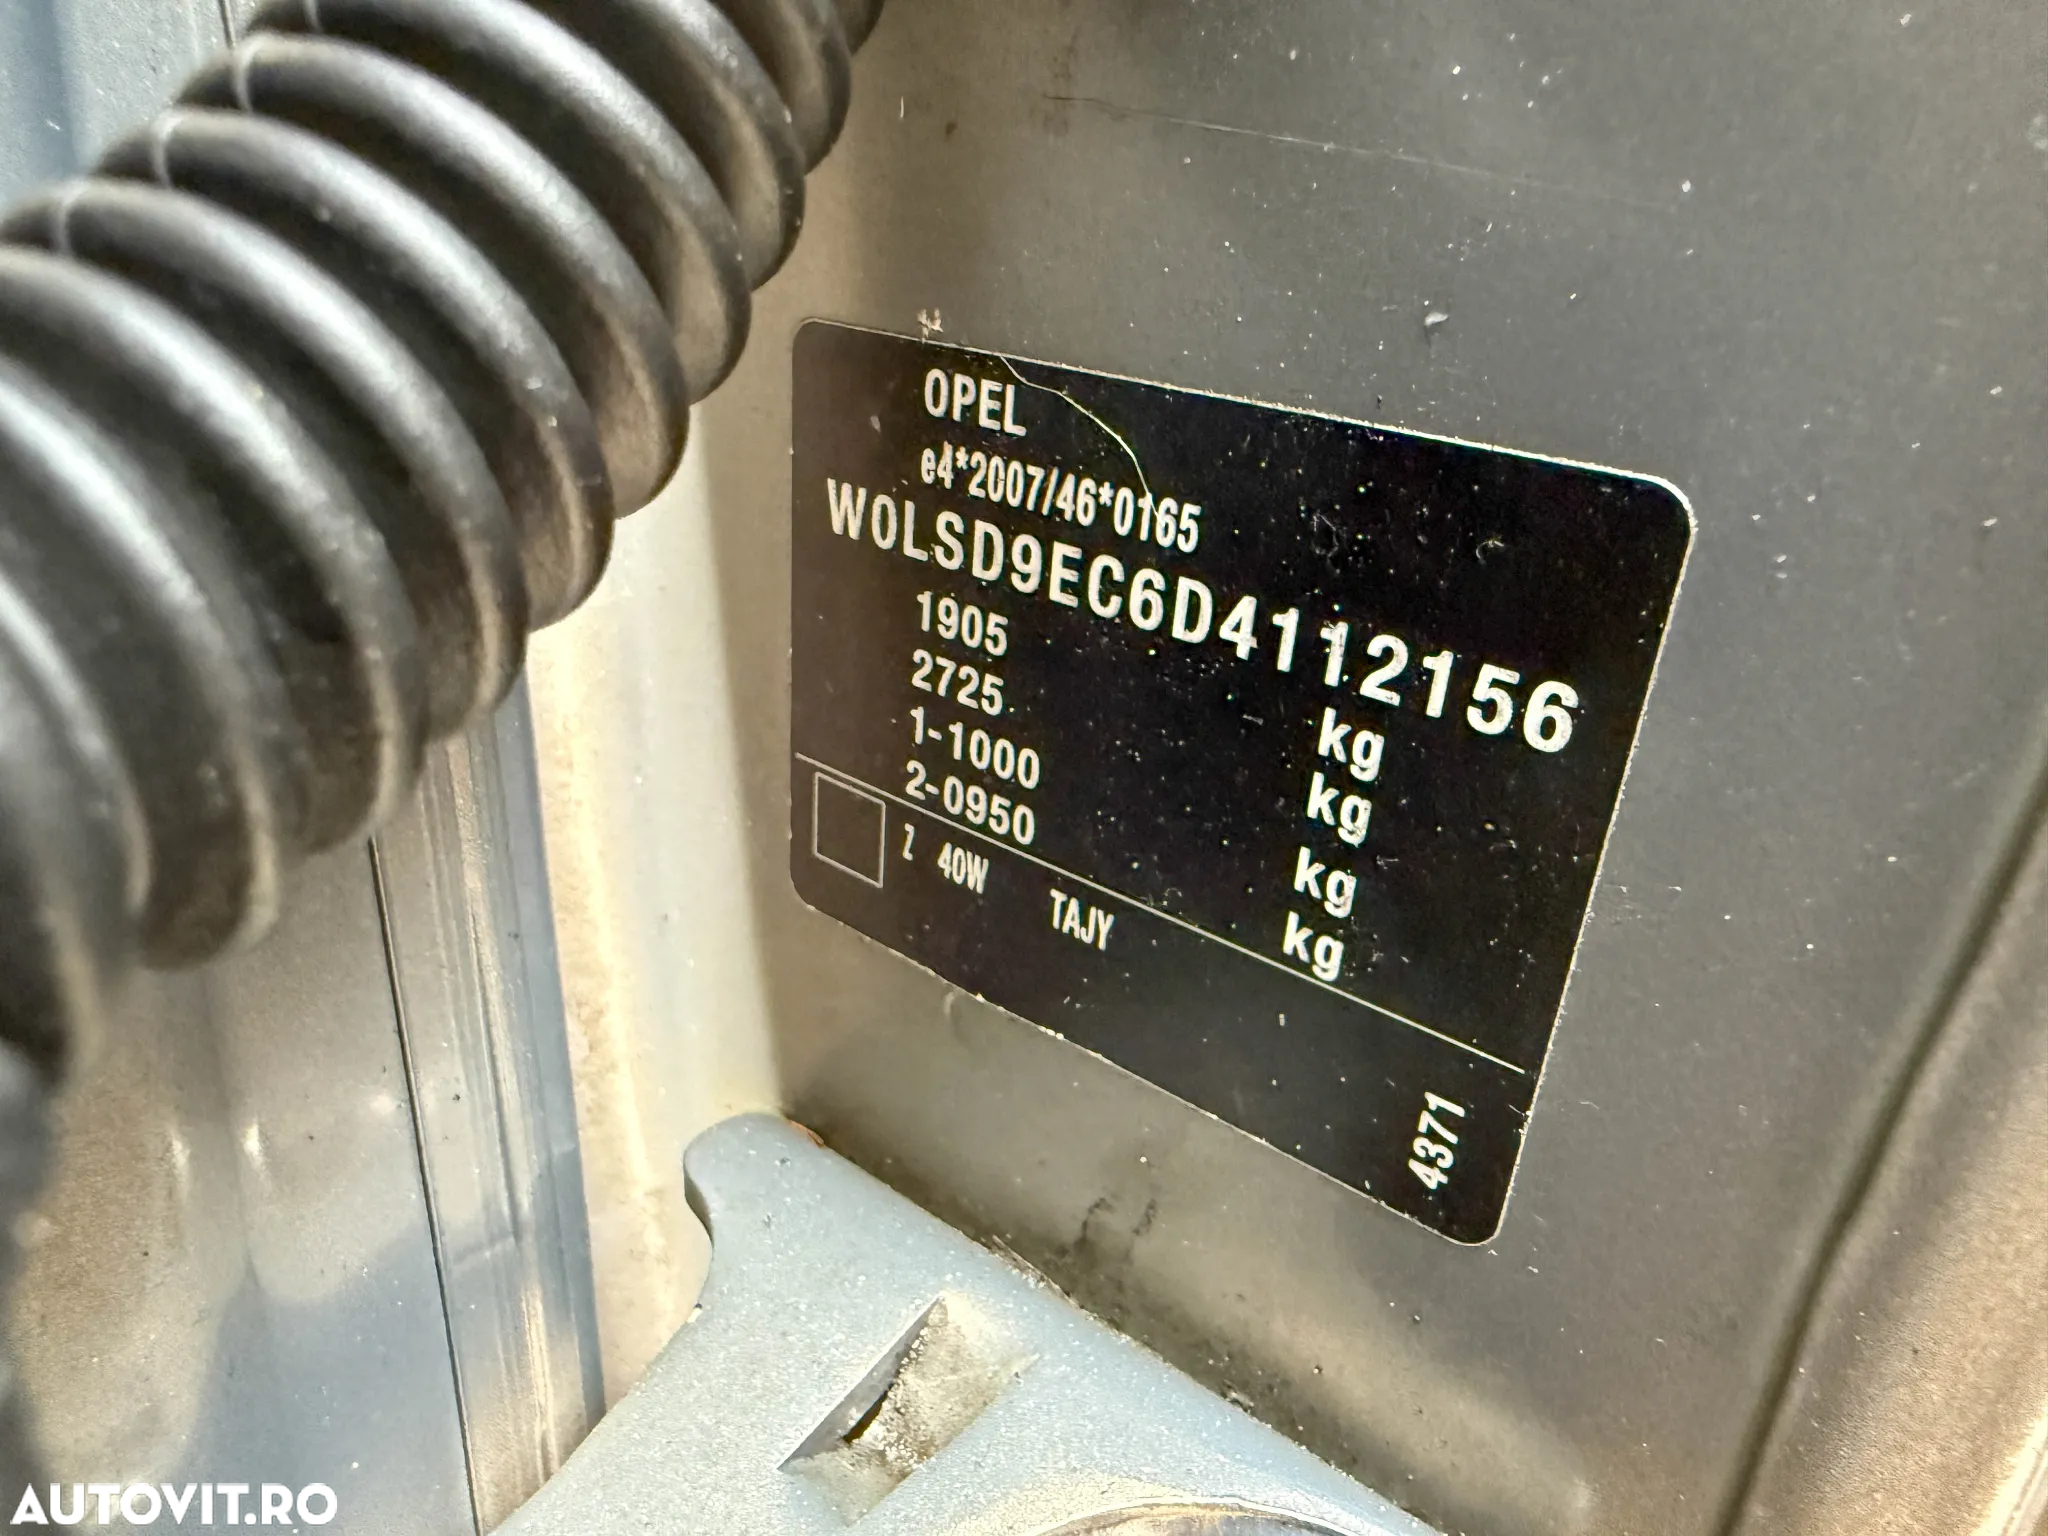 OPEL
e4*2007/46*0165
W0LSD9EC6D4112156
1905 kg
2725 kg
1-1000 kg
2-0950 kg
Z 40W TAJY
4371
AUTOVIT.RO